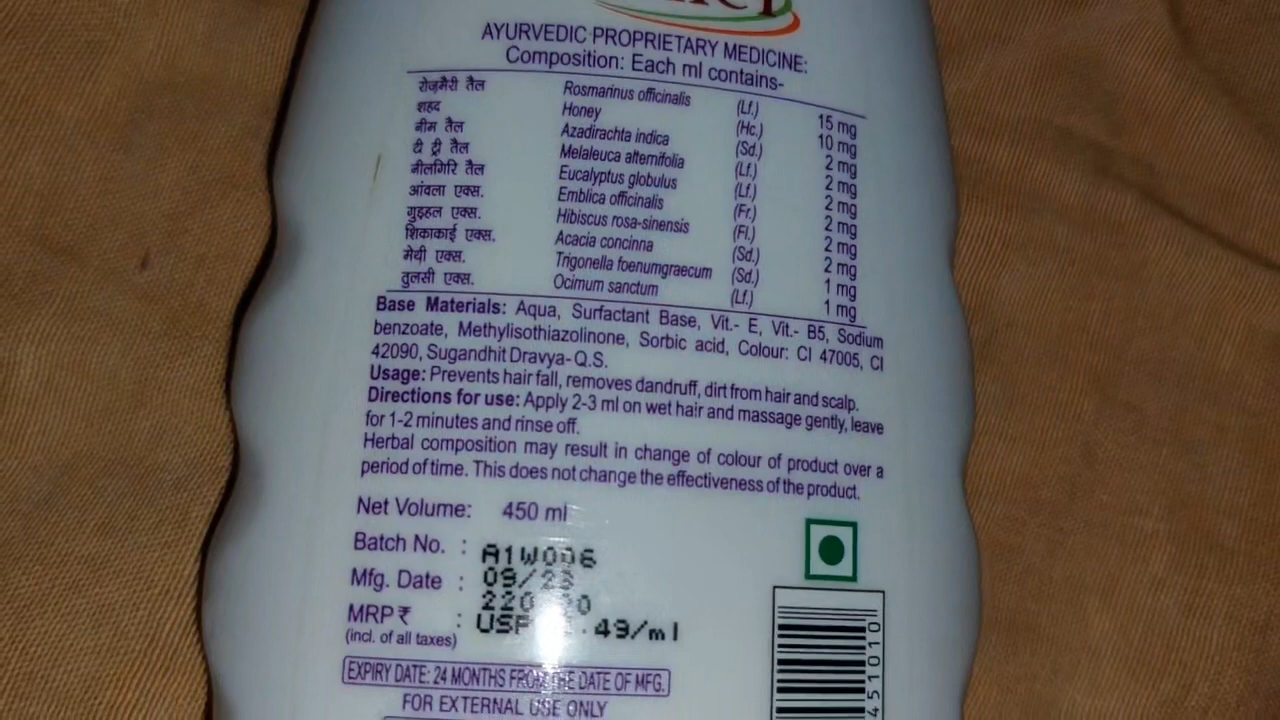 AYURVEDIC PROPRIETARY MEDICINE:
Composition: Each ml contains-
रोज़मैरी तैल Rosmarinus officinalis (Lf.) 15 mg
शहद Honey (Hc.) 10 mg
नीम तैल Azadirachta indica (Sd.) 2 mg
टी ट्री तैल Melaleuca alternifolia (Lf.) 2 mg
नीलगिरि तैल Eucalyptus globulus (Lf.) 2 mg
आंवला एक्स. Emblica officinalis (Fr.) 2 mg
गुड़हल एक्स. Hibiscus rosa-sinensis (Fl.) 2 mg
शिकाकाई एक्स. Acacia concinna (Sd.) 2 mg
मेथी एक्स. Trigonella foenumgraecum (Sd.) 1 mg
तुलसी एक्स. Ocimum sanctum (Lf.) 1 mg
Base Materials: Aqua, Surfactant Base, Vit.- E, Vit.- B5, Sodium
benzoate, Methylisothiazolinone, Sorbic acid, Colour: CI 47005, CI
42090, Sugandhit Dravya- Q.S.
Usage: Prevents hair fall, removes dandruff, dirt from hair and scalp.
Directions for use: Apply 2-3 ml on wet hair and massage gently, leave
for 1-2 minutes and rinse off.
Herbal composition may result in change of colour of product over a
period of time. This does not change the effectiveness of the product.
Net Volume: 450 ml
Batch No. : A1W006
Mfg. Date :
MRP ₹ :
(incl. of all taxes)
EXPIRY DATE: 24 MONTHS FROM THE DATE OF MFG.
FOR EXTERNAL USE ONLY
451010